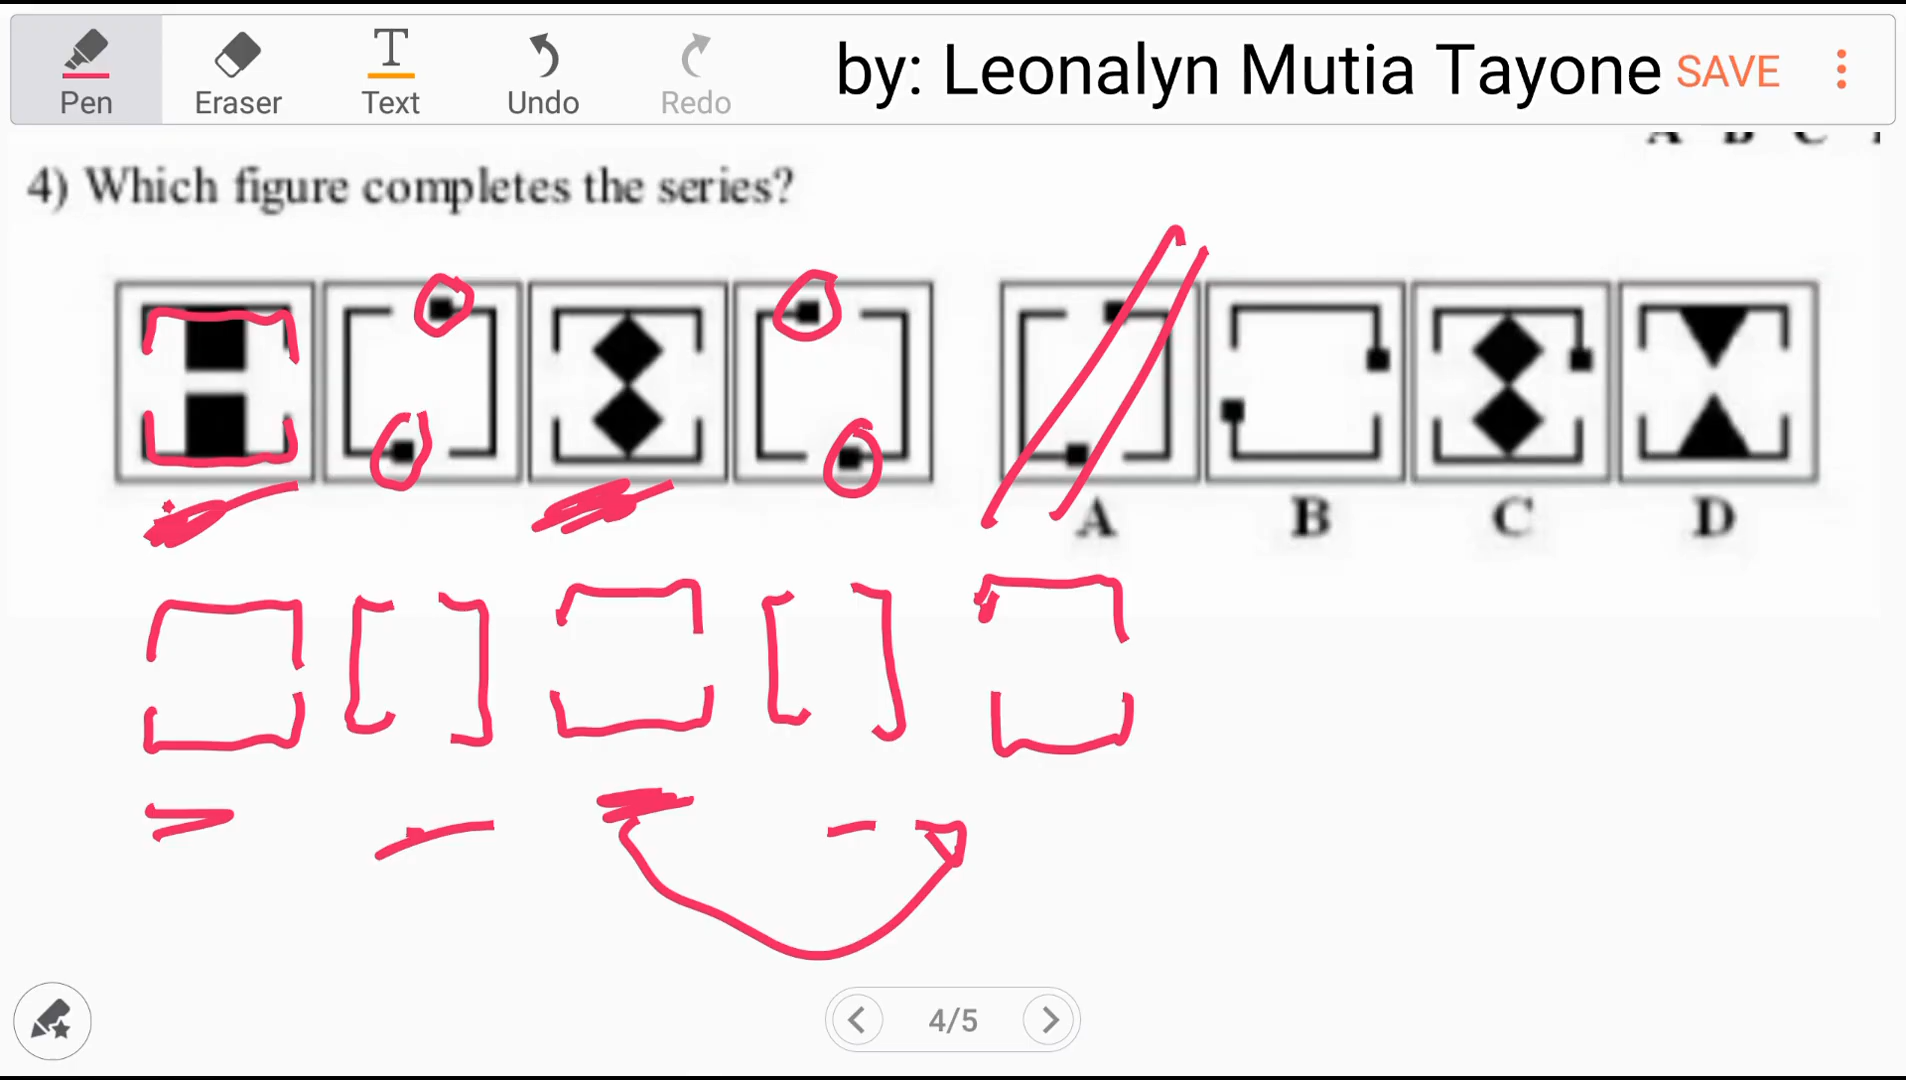 Pen Eraser Text Undo Redo by: Leonalyn Mutia Tayone SAVE
4) Which figure completes the series?
A B C D
4/5